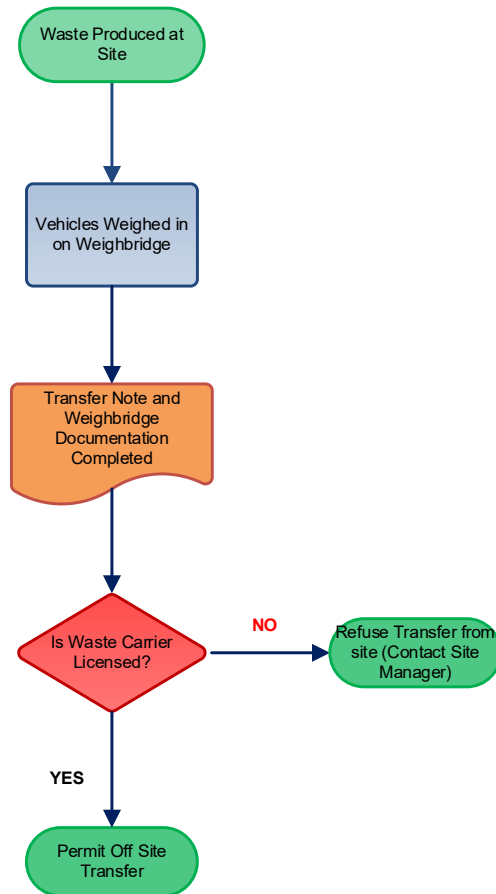 Waste Produced at
Site
Vehicles Weighed in
on Weighbridge
Transfer Note and
Weighbridge
Documentation
Completed
Is Waste Carrier
Licensed?
NO
Refuse Transfer from
site (Contact Site
Manager)
YES
Permit Off Site
Transfer